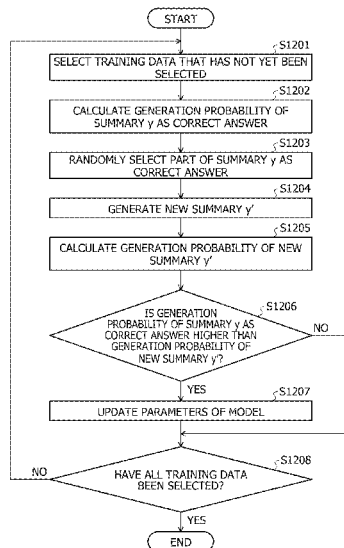 START
S1201
SELECT TRAINING DATA THAT HAS NOT YET BEEN
SELECTED
S1202
CALCULATE GENERATION PROBABILITY OF
SUMMARY y AS CORRECT ANSWER
S1203
RANDOMLY SELECT PART OF SUMMARY y AS
CORRECT ANSWER
S1204
GENERATE NEW SUMMARY y'
S1205
CALCULATE GENERATION PROBABILITY OF NEW
SUMMARY y'
S1206
IS GENERATION
PROBABILITY OF SUMMARY y AS
CORRECT ANSWER HIGHER THAN
GENERATION PROBABILITY OF
NEW SUMMARY y'?
NO
YES
S1207
UPDATE PARAMETERS OF MODEL
S1208
NO
HAVE ALL TRAINING DATA
BEEN SELECTED?
YES
END